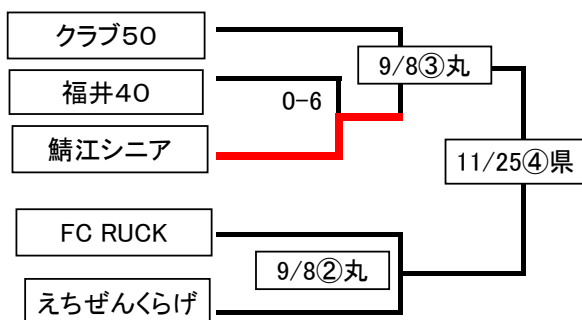 クラブ50
9/8③丸
福井40
0-6
鯖江シニア
11/25④県
FC RUCK
9/8②丸
えちぜんくらげ